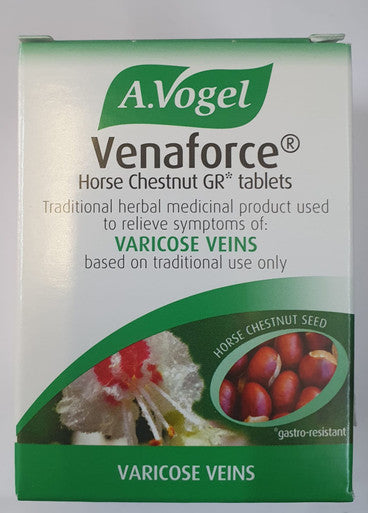 A.Vogel
Venaforce®
Horse Chestnut GR* tablets
Traditional herbal medicinal product used
to relieve symptoms of:
VARICOSE VEINS
based on traditional use only
HORSE CHESTNUT SEED
*gastro-resistant
VARICOSE VEINS